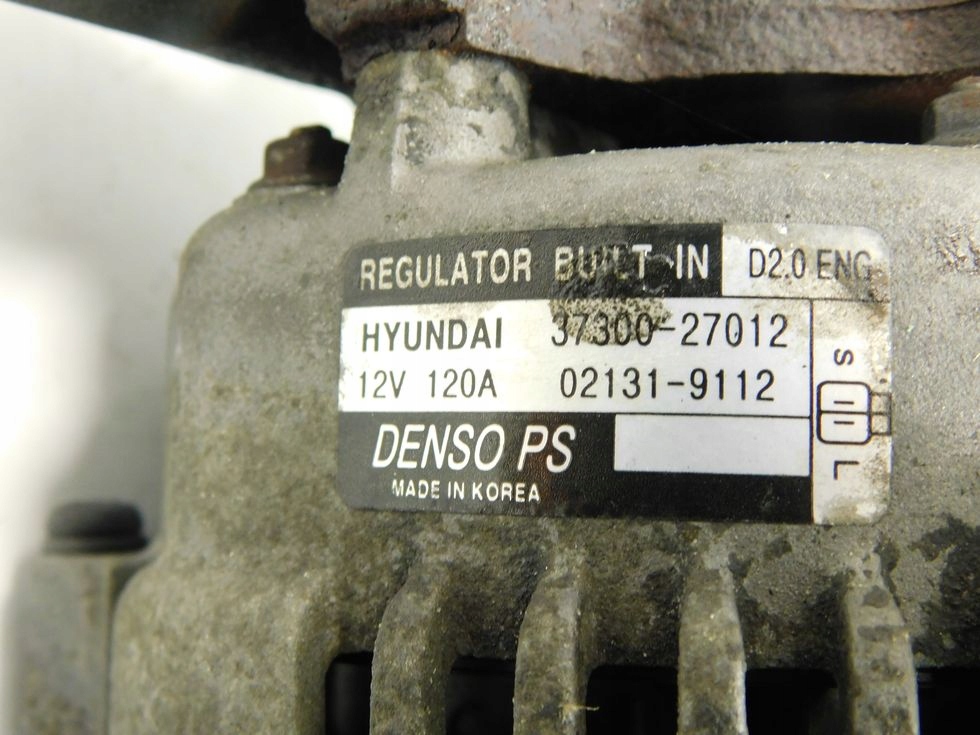 REGULATOR BUILT IN D2.0 ENG
HYUNDAI 37300-27012
12V 120A 02131-9112
S
L
DENSO PS
MADE IN KOREA